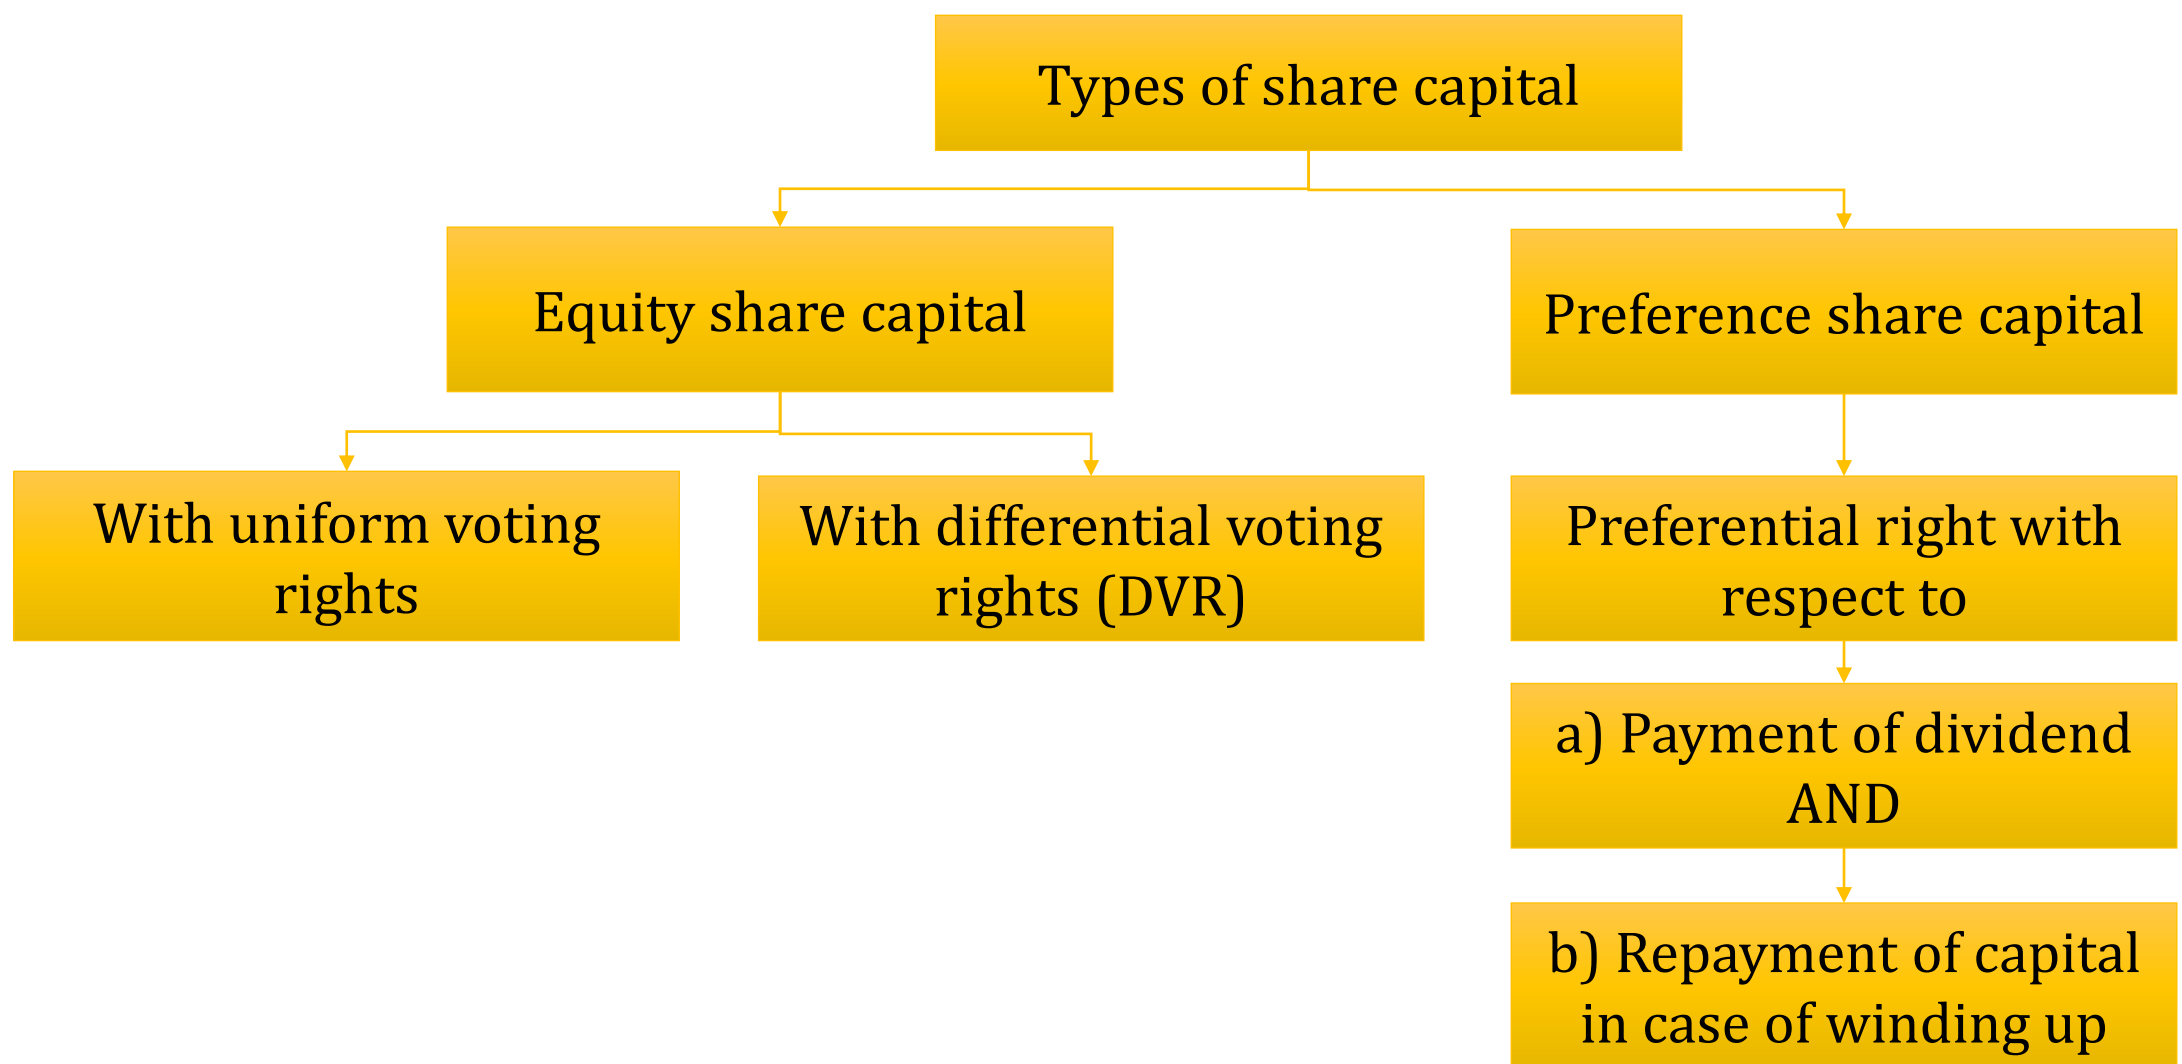 Types of share capital
Equity share capital
Preference share capital
With uniform voting
rights
With differential voting
rights (DVR)
Preferential right with
respect to
a) Payment of dividend
AND
b) Repayment of capital
in case of winding up